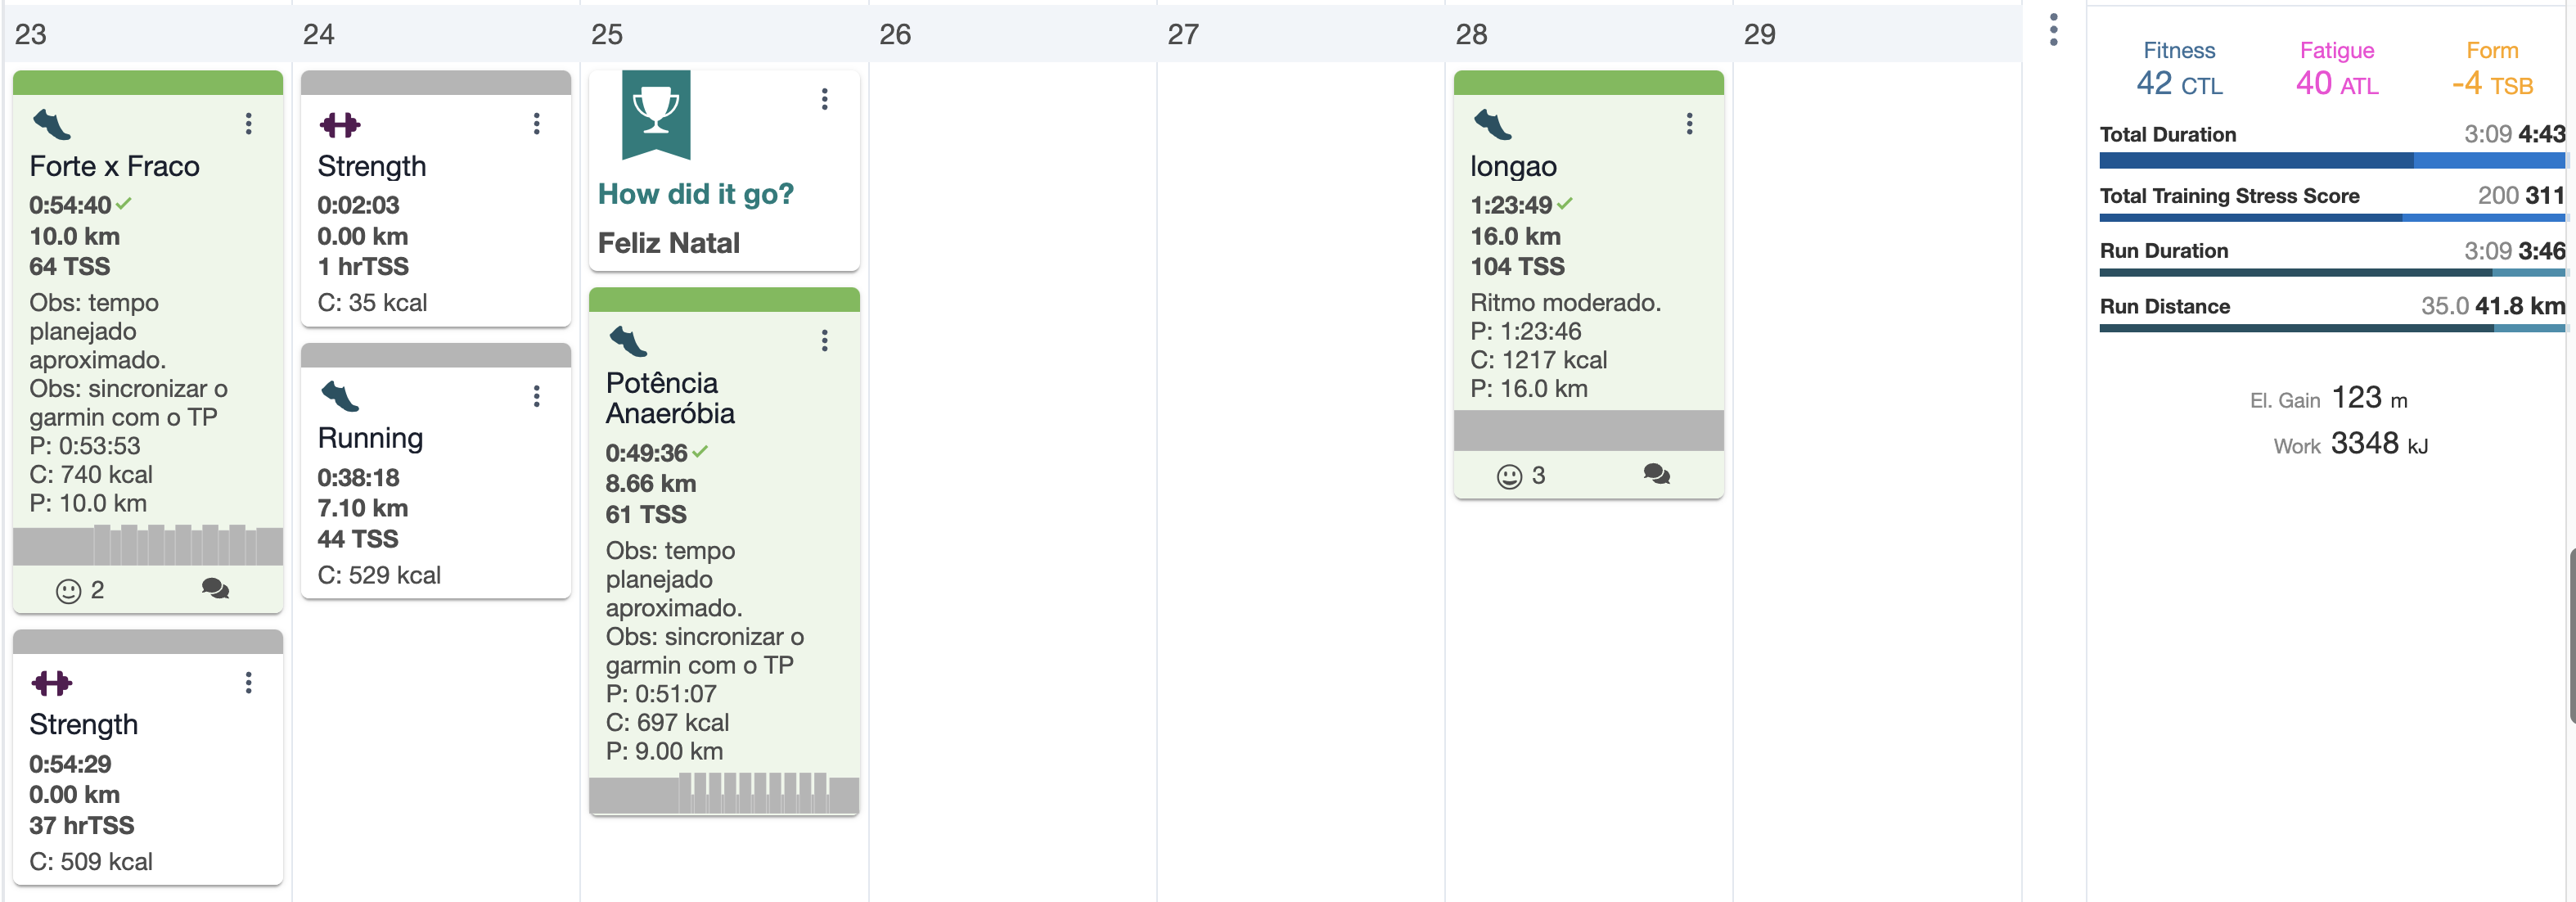 23
24
25
26
27
28
29
Forte x Fraco
0:54:40
10.0 km
64 TSS
Obs: tempo
planejado
aproximado.
Obs: sincronizar o
garmin com o TP
P: 0:53:53
C: 740 kcal
P: 10.0 km
2
Strength
0:54:29
0.00 km
37 hrTSS
C: 509 kcal
Strength
0:02:03
0.00 km
1 hrTSS
C: 35 kcal
Running
0:38:18
7.10 km
44 TSS
C: 529 kcal
How did it go?
Feliz Natal
Potência
Anaeróbia
0:49:36
8.66 km
61 TSS
Obs: tempo
planejado
aproximado.
Obs: sincronizar o
garmin com o TP
P: 0:51:07
C: 697 kcal
P: 9.00 km
longao
1:23:49
16.0 km
104 TSS
Ritmo moderado.
P: 1:23:46
C: 1217 kcal
P: 16.0 km
3
Fitness
42 CTL
Fatigue
40 ATL
Form
-4 TSB
Total Duration 3:09 4:43
Total Training Stress Score 200 311
Run Duration 3:09 3:46
Run Distance 35.0 41.8 km
El. Gain 123 m
Work 3348 kJ